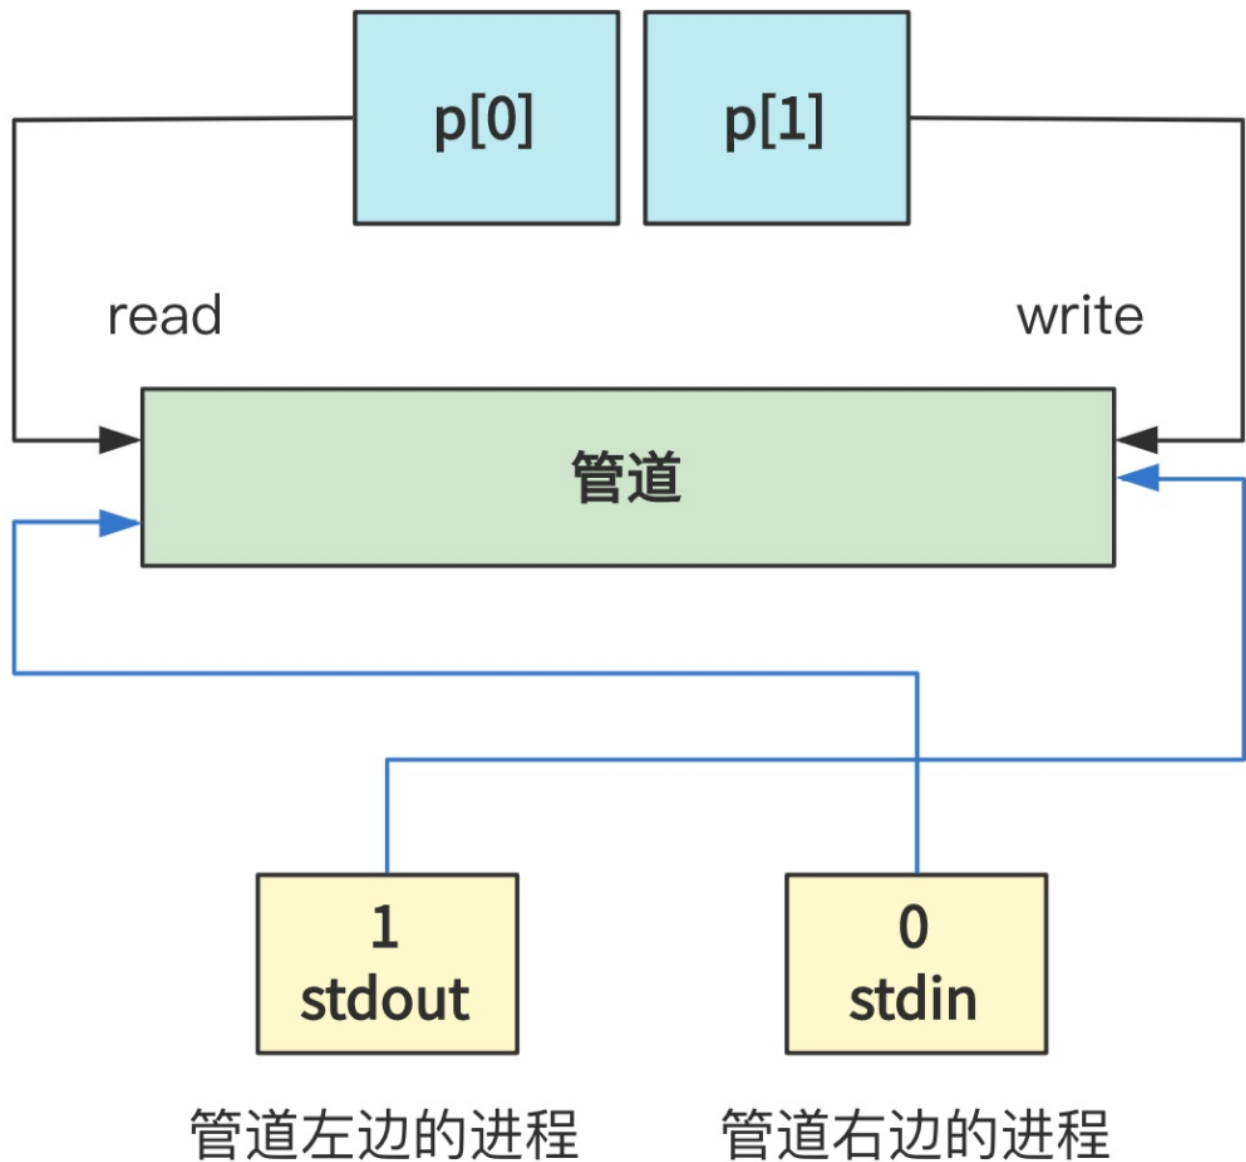 p[0]
p[1]
read
write
管道
1
stdout
0
stdin
管道左边的进程
管道右边的进程